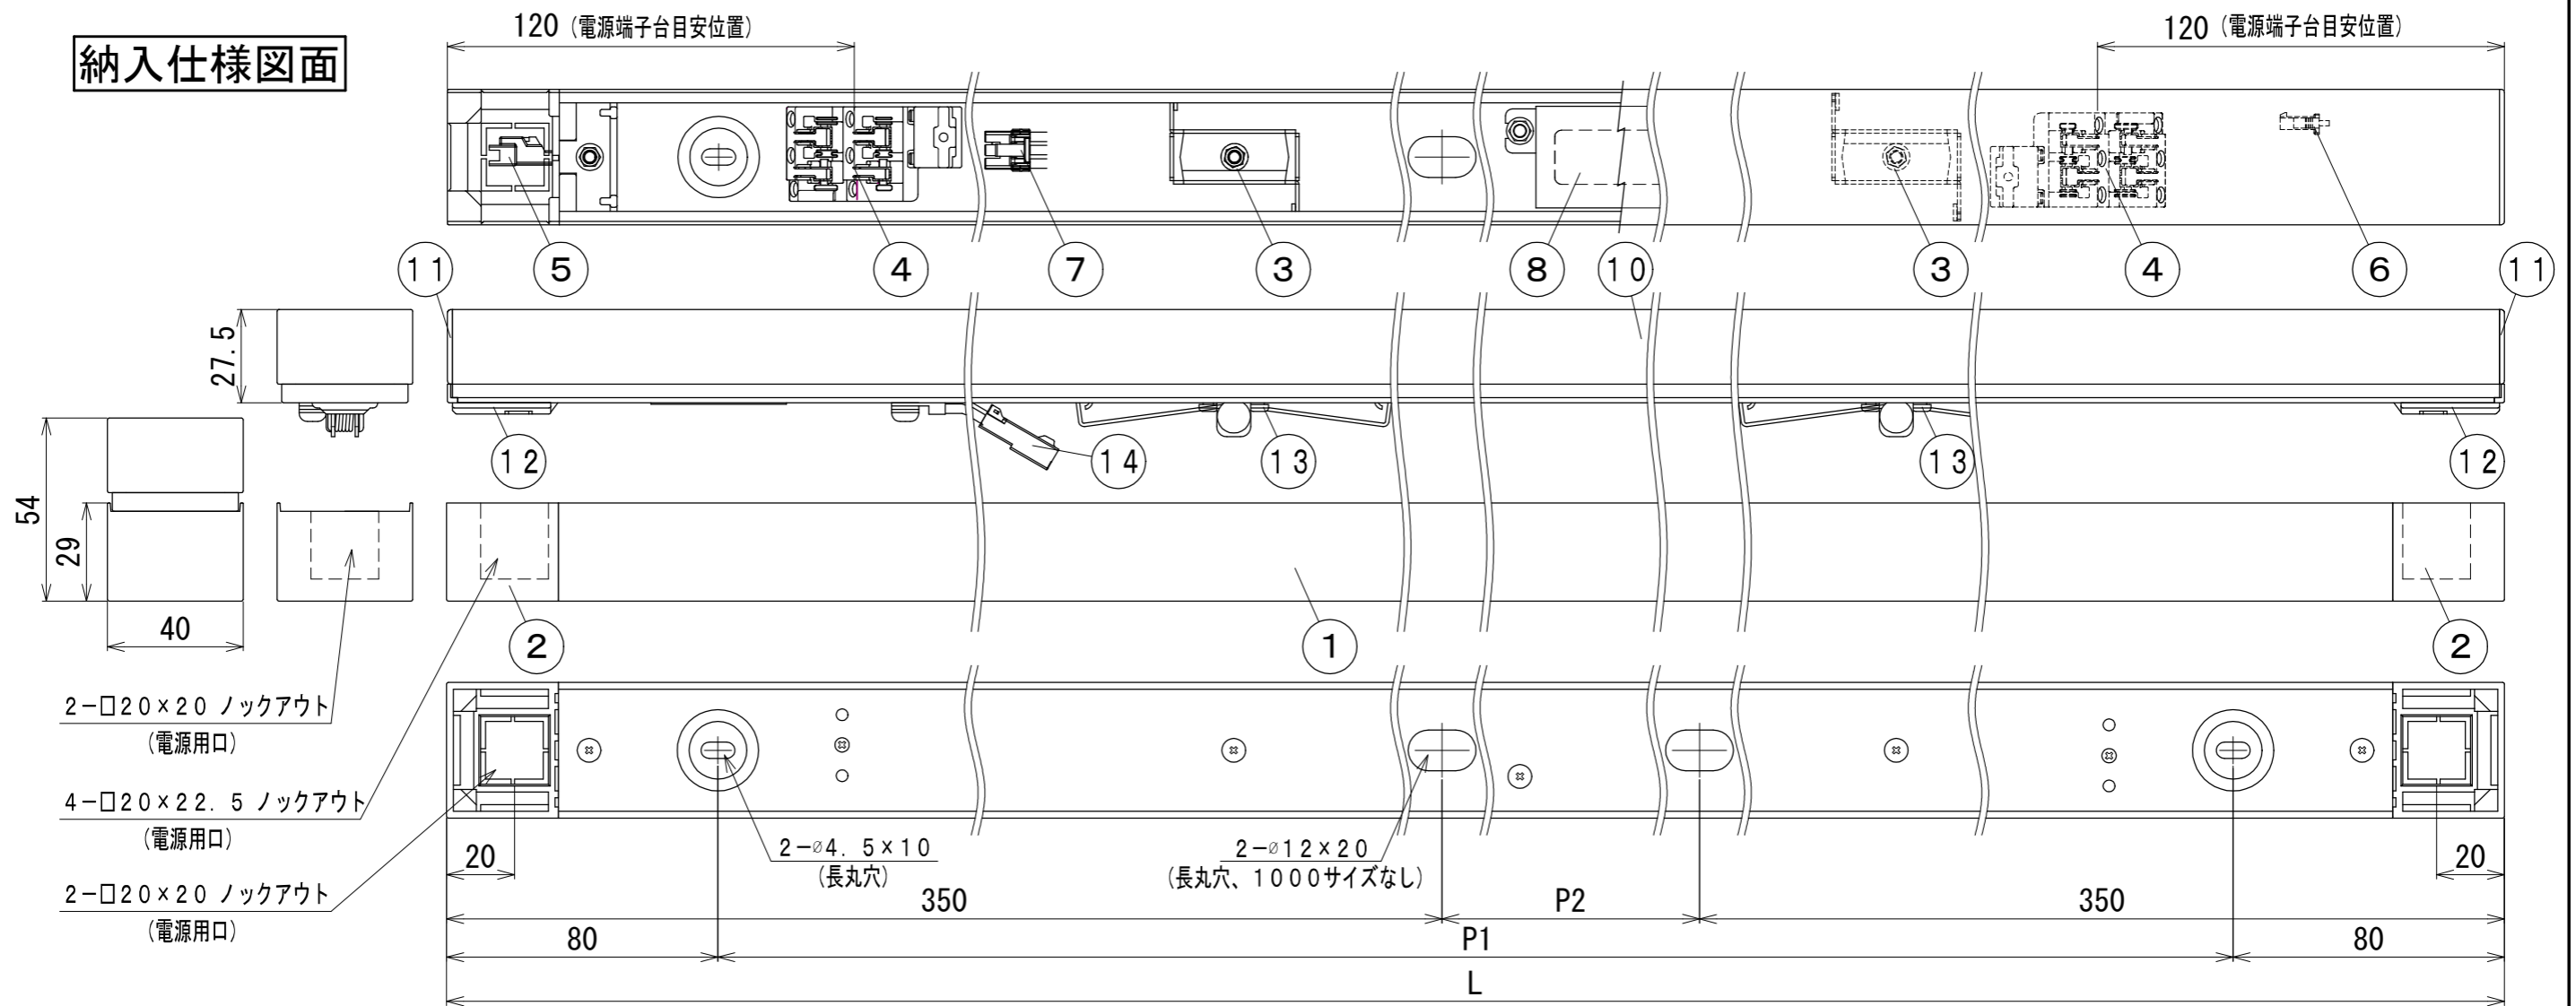 納入仕様図面
120 (電源端子台目安位置)
120 (電源端子台目安位置)
11
5
4
7
3
8
10
3
4
6
11
27.5
12
14
13
13
12
54
29
40
2
1
2
2-□20×20 ノックアウト
(電源用口)
4-□20×22.5 ノックアウト
(電源用口)
2-□20×20 ノックアウト
(電源用口)
20
2-⌀4.5×10
(長丸穴)
2-⌀12×20
(長丸穴、1000サイズなし)
20
350
P2
350
80
P1
80
L